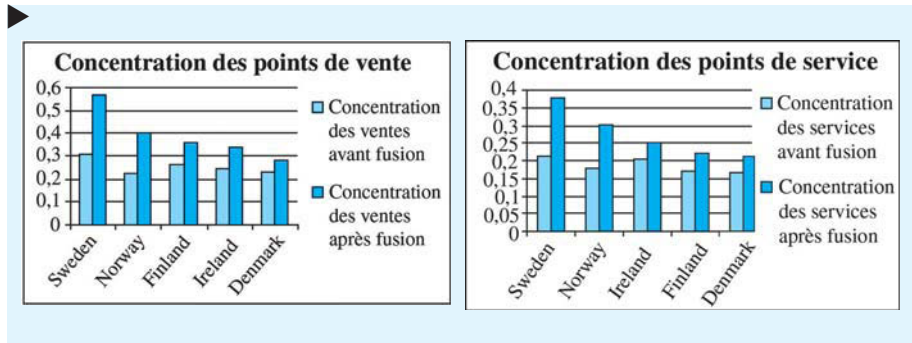 Concentration des points de vente
0,6
0,5
0,4
0,3
0,2
0,1
0
Sweden
Norway
Finland
Ireland
Denmark
Concentration
des ventes
avant fusion
Concentration
des ventes
après fusion
Concentration des points de service
0,4
0,35
0,3
0,25
0,2
0,15
0,1
0,05
0
Sweden
Norway
Ireland
Finland
Denmark
Concentration
des services
avant fusion
Concentration
des services
après fusion